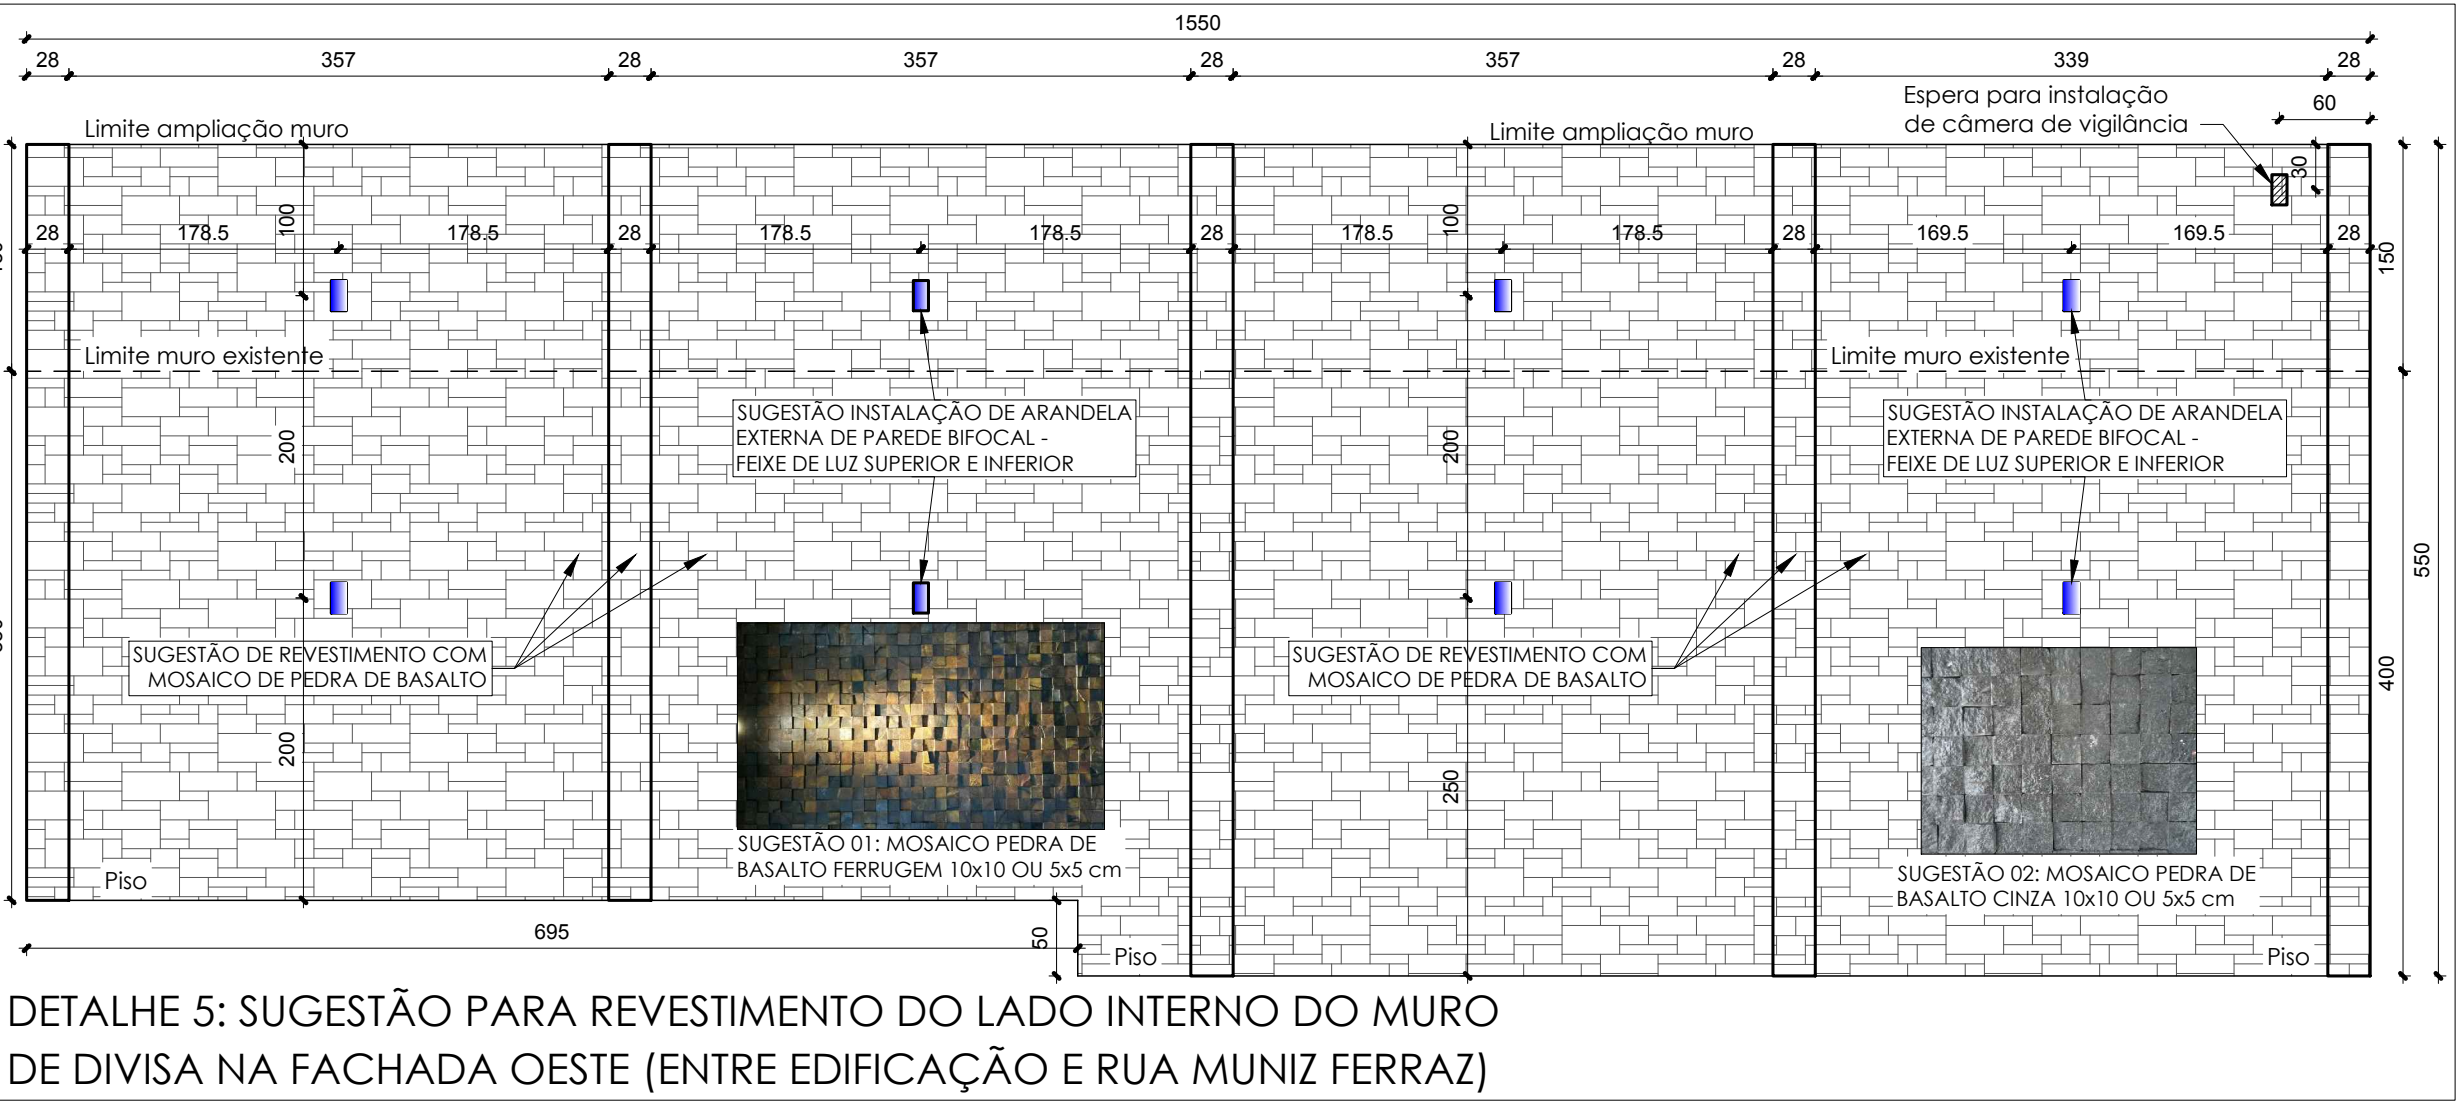 1550
28 357 28 357 28 357 28 339 28
Espera para instalação
de câmera de vigilância
60
Limite ampliação muro
Limite ampliação muro
30
100
100
28 178.5 178.5 28 178.5 178.5 28 178.5 178.5 28 169.5 169.5 28
150
Limite muro existente
Limite muro existente
SUGESTÃO INSTALAÇÃO DE ARANDELA
EXTERNA DE PAREDE BIFOCAL -
FEIXE DE LUZ SUPERIOR E INFERIOR
SUGESTÃO INSTALAÇÃO DE ARANDELA
EXTERNA DE PAREDE BIFOCAL -
FEIXE DE LUZ SUPERIOR E INFERIOR
200
200
550
SUGESTÃO DE REVESTIMENTO COM
MOSAICO DE PEDRA DE BASALTO
SUGESTÃO DE REVESTIMENTO COM
MOSAICO DE PEDRA DE BASALTO
400
200
250
SUGESTÃO 01: MOSAICO PEDRA DE
BASALTO FERRUGEM 10x10 OU 5x5 cm
SUGESTÃO 02: MOSAICO PEDRA DE
BASALTO CINZA 10x10 OU 5x5 cm
Piso
695
50
Piso
Piso
DETALHE 5: SUGESTÃO PARA REVESTIMENTO DO LADO INTERNO DO MURO
DE DIVISA NA FACHADA OESTE (ENTRE EDIFICAÇÃO E RUA MUNIZ FERRAZ)